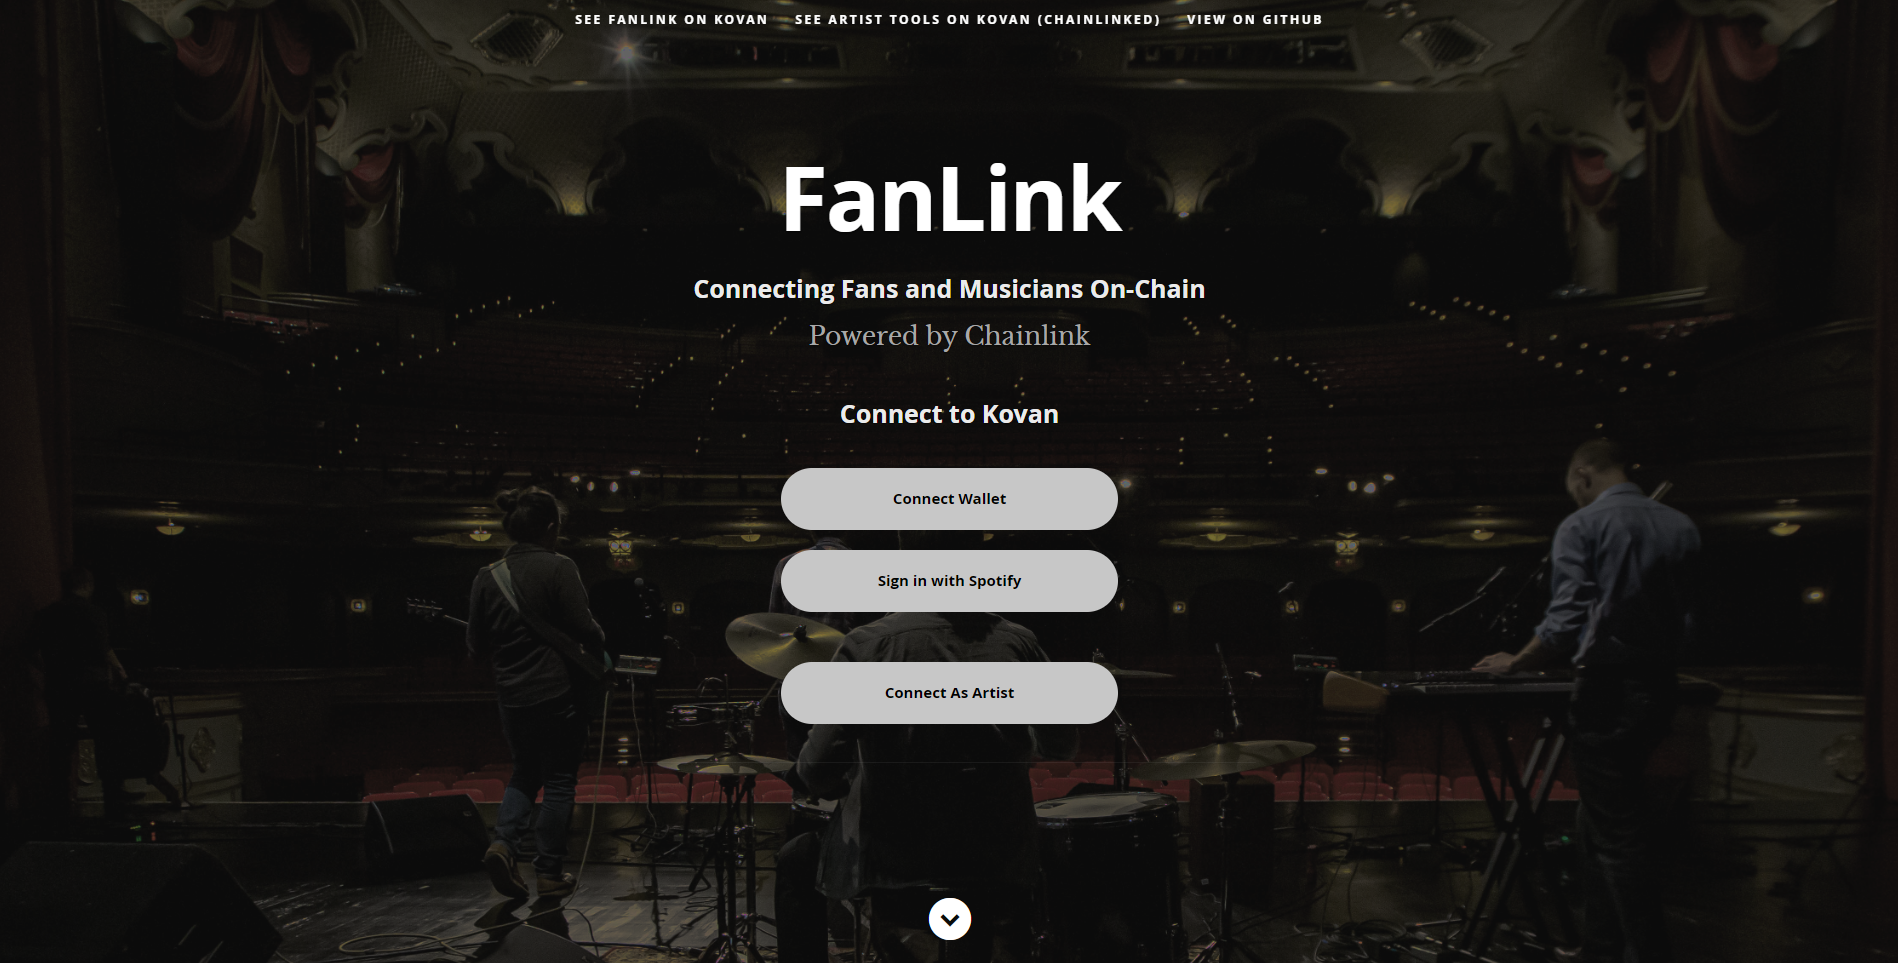 SEE FANLINK ON KOVAN SEE ARTIST TOOLS ON KOVAN (CHAINLINKED) VIEW ON GITHUB
FanLink
Connecting Fans and Musicians On-Chain
Powered by Chainlink
Connect to Kovan
Connect Wallet
Sign in with Spotify
Connect As Artist